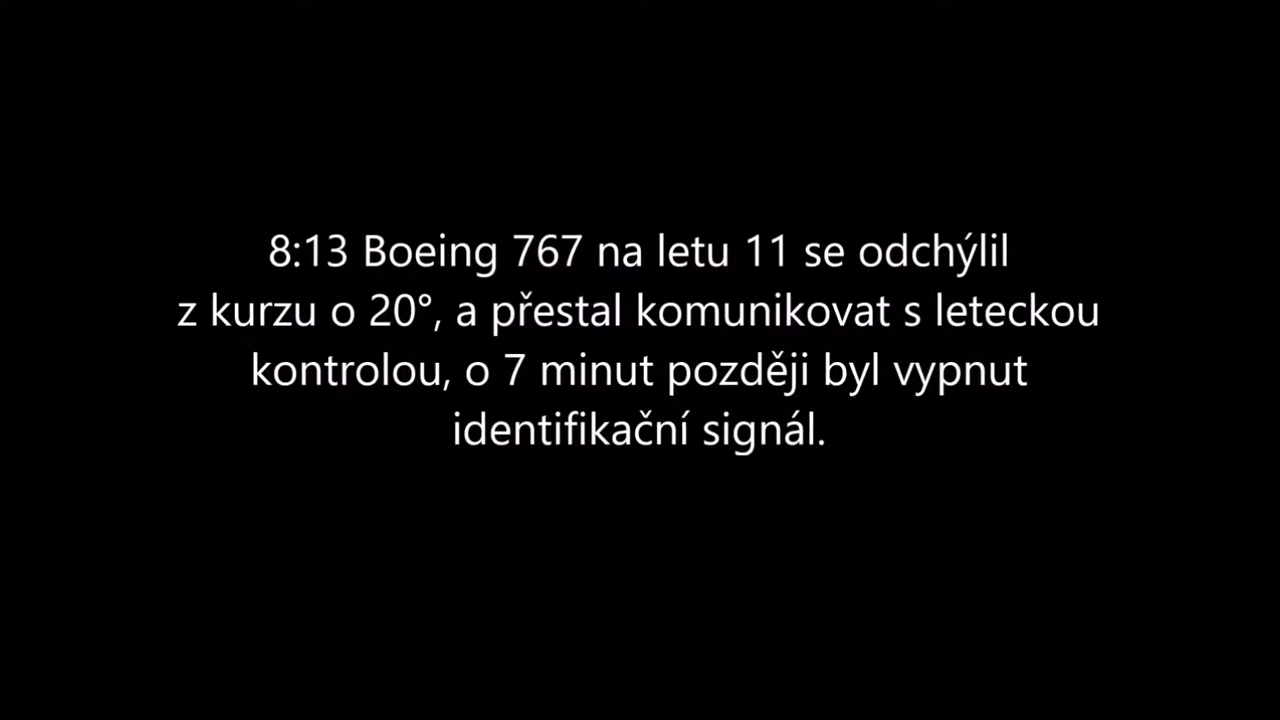 8:13 Boeing 767 na letu 11 se odchýlil
z kurzu o 20°, a přestal komunikovat s leteckou
kontrolou, o 7 minut později byl vypnut
identifikační signál.